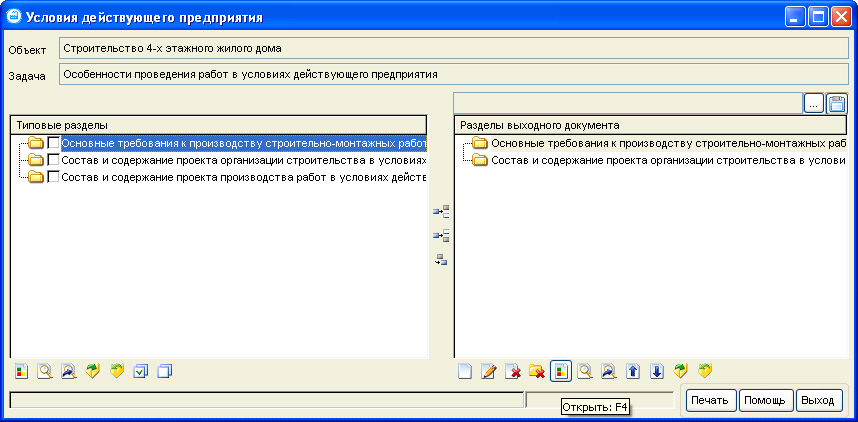 Условия действующего предприятия
Объект
Строительство 4-х этажного жилого дома
Задача
Особенности проведения работ в условиях действующего предприятия
...
Типовые разделы
Основные требования к производству строительно-монтажных работ
Состав и содержание проекта организации строительства в условиях
Состав и содержание проекта производства работ в условиях действ
Разделы выходного документа
Основные требования к производству строительно-монтажных раб
Состав и содержание проекта организации строительства в услови
Открыть: F4
Печать
Помощь
Выход